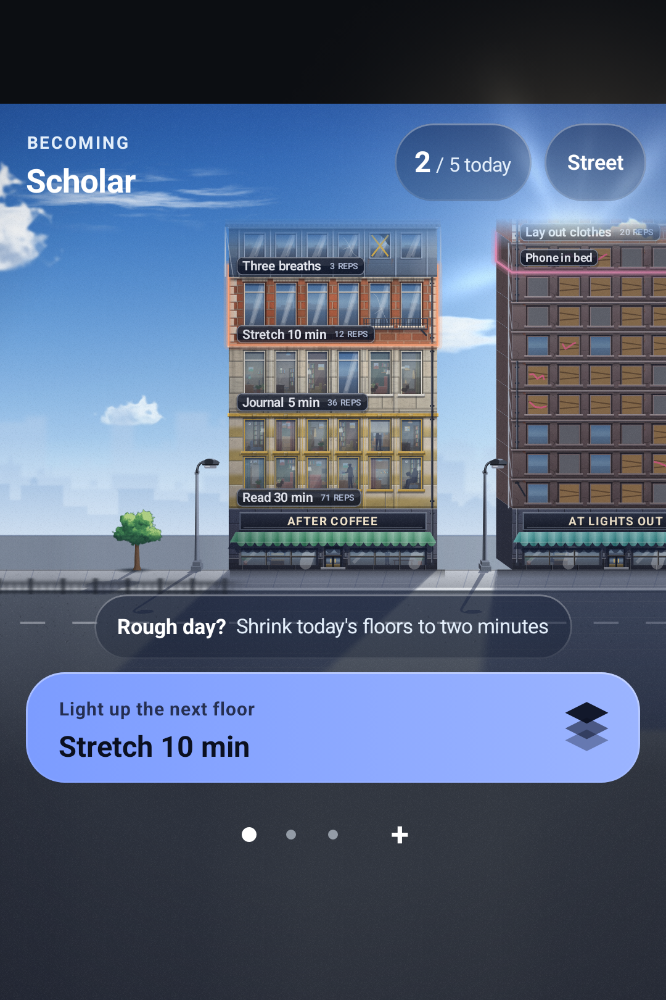 BECOMING
Scholar
2 / 5 today
Street
Lay out clothes 20 REPS
Three breaths 3 REPS
Phone in bed
Stretch 10 min 12 REPS
Journal 5 min 36 REPS
Read 30 min 71 REPS
AFTER COFFEE
AT LIGHTS OUT
Rough day? Shrink today's floors to two minutes
Light up the next floor
Stretch 10 min
+